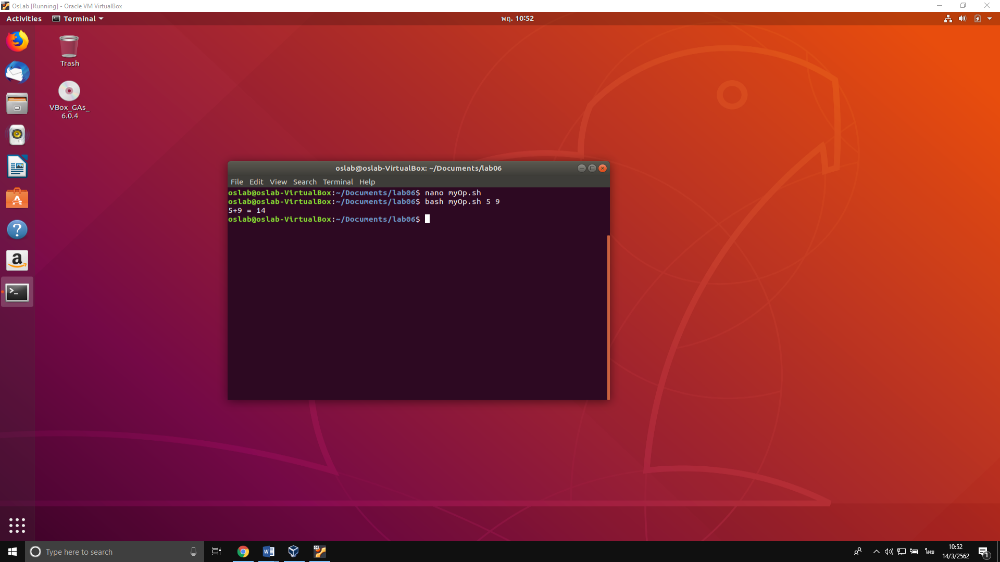 OsLab [Running] - Oracle VM VirtualBox
Activities Terminal พฤ. 10:52
Trash
VBox_GAs_
6.0.4
oslab@oslab-VirtualBox: ~/Documents/lab06
File Edit View Search Terminal Help
oslab@oslab-VirtualBox:~/Documents/lab06$ nano myOp.sh
oslab@oslab-VirtualBox:~/Documents/lab06$ bash myOp.sh 5 9
5+9 = 14
oslab@oslab-VirtualBox:~/Documents/lab06$
Type here to search
ไทย
10:52
14/3/2562
1